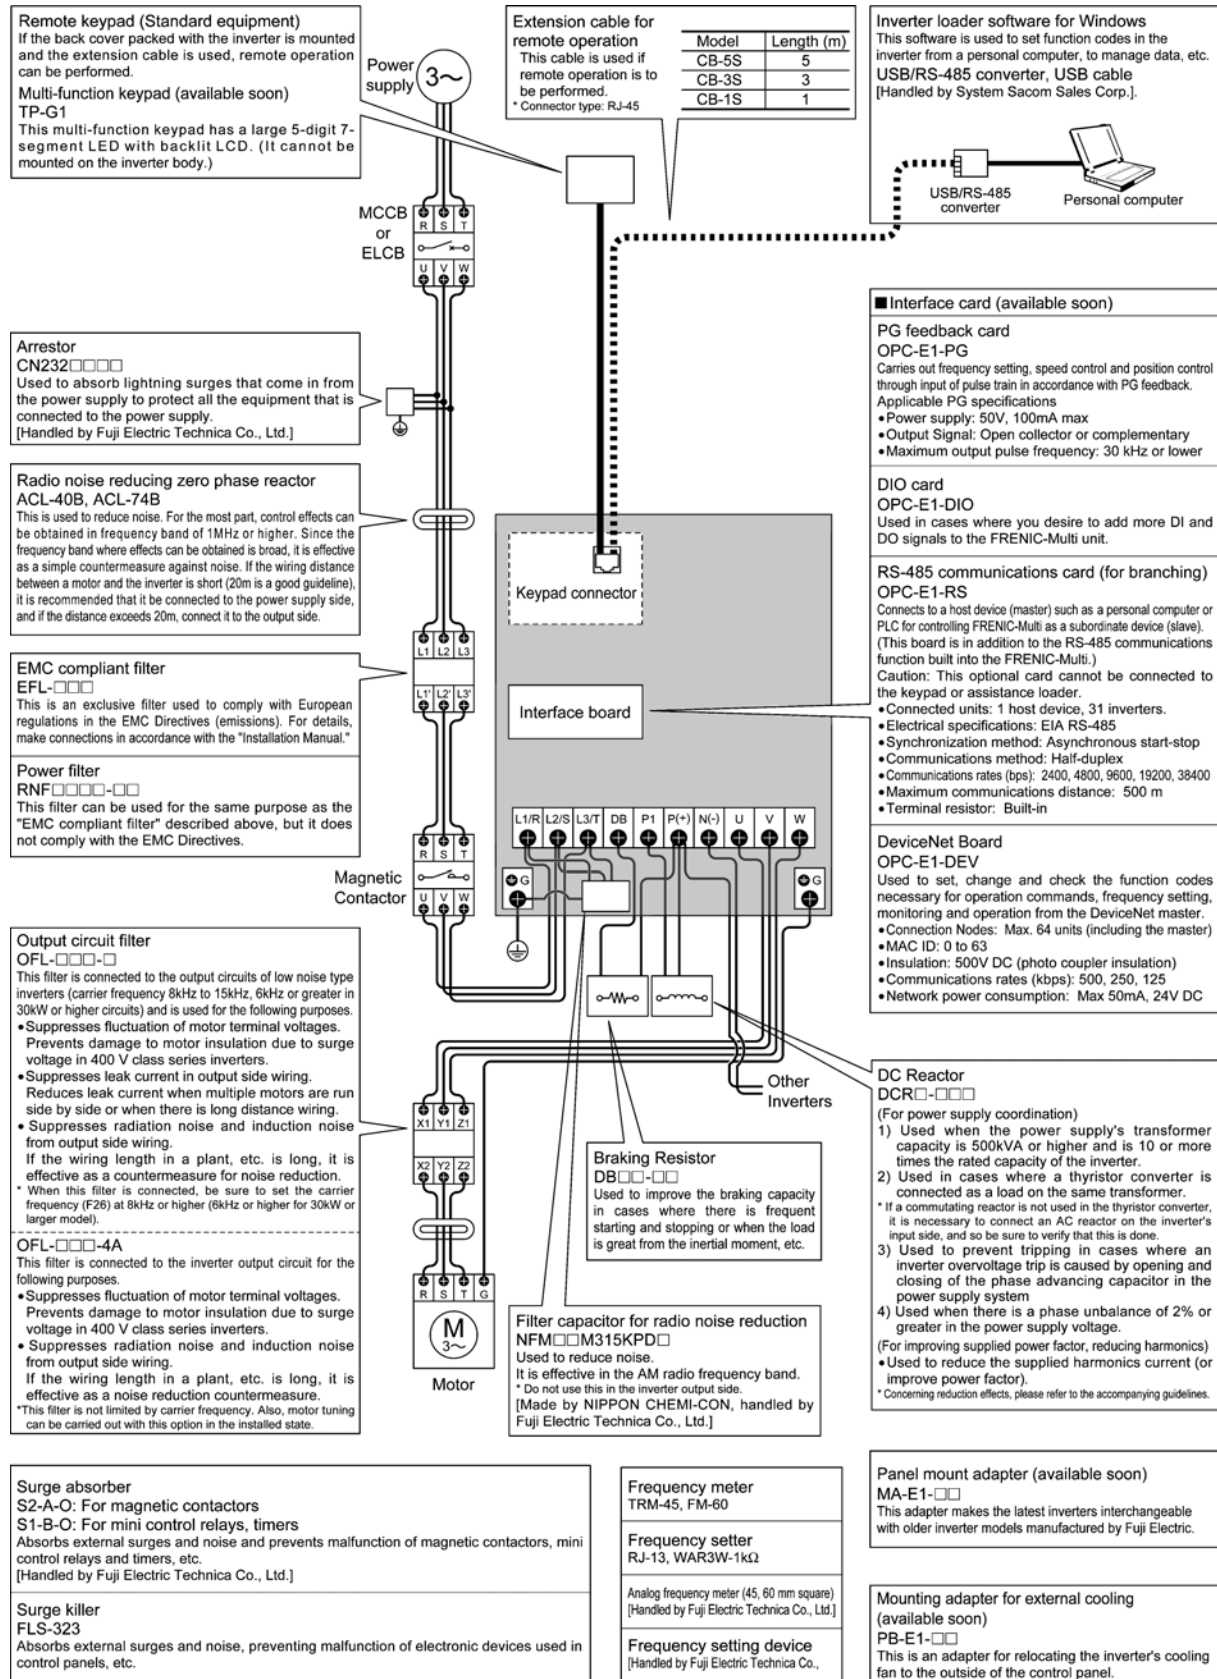 Remote keypad (Standard equipment)
If the back cover packed with the inverter is mounted
and the extension cable is used, remote operation
can be performed.
Multi-function keypad (available soon)
TP-G1
This multi-function keypad has a large 5-digit 7-
segment LED with backlit LCD. (It cannot be
mounted on the inverter body.)
Power
supply
3~
Extension cable for
remote operation
This cable is used if
remote operation is to
be performed.
* Connector type: RJ-45
Model Length (m)
CB-5S 5
CB-3S 3
CB-1S 1
Inverter loader software for Windows
This software is used to set function codes in the
inverter from a personal computer, to manage data, etc.
USB/RS-485 converter, USB cable
[Handled by System Sacom Sales Corp.].
USB/RS-485
converter
Personal computer
MCCB
or
ELCB
R S T
U V W
Arrestor
CN232□□□□
Used to absorb lightning surges that come in from
the power supply to protect all the equipment that is
connected to the power supply.
[Handled by Fuji Electric Technica Co., Ltd.]
Radio noise reducing zero phase reactor
ACL-40B, ACL-74B
This is used to reduce noise. For the most part, control effects can
be obtained in frequency band of 1MHz or higher. Since the
frequency band where effects can be obtained is broad, it is effective
as a simple countermeasure against noise. If the wiring distance
between a motor and the inverter is short (20m is a good guideline),
it is recommended that it be connected to the power supply side,
and if the distance exceeds 20m, connect it to the output side.
EMC compliant filter
EFL-□□□
This is an exclusive filter used to comply with European
regulations in the EMC Directives (emissions). For details,
make connections in accordance with the "Installation Manual."
Power filter
RNF□□□□-□□
This filter can be used for the same purpose as the
"EMC compliant filter" described above, but it does
not comply with the EMC Directives.
L1 L2 L3
L1' L2' L3'
Magnetic
Contactor
R S T
U V W
Keypad connector
Interface board
L1/R L2/S L3/T DB P1 P(+) N(-) U V W
G
G
■Interface card (available soon)
PG feedback card
OPC-E1-PG
Carries out frequency setting, speed control and position control
through input of pulse train in accordance with PG feedback.
Applicable PG specifications
●Power supply: 50V, 100mA max
●Output Signal: Open collector or complementary
●Maximum output pulse frequency: 30 kHz or lower
DIO card
OPC-E1-DIO
Used in cases where you desire to add more DI and
DO signals to the FRENIC-Multi unit.
RS-485 communications card (for branching)
OPC-E1-RS
Connects to a host device (master) such as a personal computer or
PLC for controlling FRENIC-Multi as a subordinate device (slave).
(This board is in addition to the RS-485 communications
function built into the FRENIC-Multi.)
Caution: This optional card cannot be connected to
the keypad or assistance loader.
●Connected units: 1 host device, 31 inverters.
●Electrical specifications: EIA RS-485
●Synchronization method: Asynchronous start-stop
●Communications method: Half-duplex
●Communications rates (bps): 2400, 4800, 9600, 19200, 38400
●Maximum communications distance: 500 m
●Terminal resistor: Built-in
DeviceNet Board
OPC-E1-DEV
Used to set, change and check the function codes
necessary for operation commands, frequency setting,
monitoring and operation from the DeviceNet master.
●Connection Nodes: Max. 64 units (including the master)
●MAC ID: 0 to 63
●Insulation: 500V DC (photo coupler insulation)
●Communications rates (kbps): 500, 250, 125
●Network power consumption: Max 50mA, 24V DC
Output circuit filter
OFL-□□□-□
This filter is connected to the output circuits of low noise type
inverters (carrier frequency 8kHz to 15kHz, 6kHz or greater in
30kW or higher circuits) and is used for the following purposes.
●Suppresses fluctuation of motor terminal voltages.
Prevents damage to motor insulation due to surge
voltage in 400 V class series inverters.
●Suppresses leak current in output side wiring.
Reduces leak current when multiple motors are run
side by side or when there is long distance wiring.
● Suppresses radiation noise and induction noise
from output side wiring.
If the wiring length in a plant, etc. is long, it is
effective as a countermeasure for noise reduction.
* When this filter is connected, be sure to set the carrier
frequency (F26) at 8kHz or higher (6kHz or higher for 30kW or
larger model).
OFL-□□□-4A
This filter is connected to the inverter output circuit for the
following purposes.
●Suppresses fluctuation of motor terminal voltages.
Prevents damage to motor insulation due to surge
voltage in 400 V class series inverters.
● Suppresses radiation noise and induction noise
from output side wiring.
If the wiring length in a plant, etc. is long, it is
effective as a noise reduction countermeasure.
*This filter is not limited by carrier frequency. Also, motor tuning
can be carried out with this option in the installed state.
X1 Y1 Z1
X2 Y2 Z2
R S T G
M
3~
Motor
Other
Inverters
Braking Resistor
DB□□-□□
Used to improve the braking capacity
in cases where there is frequent
starting and stopping or when the load
is great from the inertial moment, etc.
Filter capacitor for radio noise reduction
NFM□□M315KPD□
Used to reduce noise.
It is effective in the AM radio frequency band.
* Do not use this in the inverter output side.
[Made by NIPPON CHEMI-CON, handled by
Fuji Electric Technica Co., Ltd.]
DC Reactor
DCR□-□□□
(For power supply coordination)
1) Used when the power supply's transformer
capacity is 500kVA or higher and is 10 or more
times the rated capacity of the inverter.
2) Used in cases where a thyristor converter is
connected as a load on the same transformer.
* If a commutating reactor is not used in the thyristor converter,
it is necessary to connect an AC reactor on the inverter's
input side, and so be sure to verify that this is done.
3) Used to prevent tripping in cases where an
inverter overvoltage trip is caused by opening and
closing of the phase advancing capacitor in the
power supply system
4) Used when there is a phase unbalance of 2% or
greater in the power supply voltage.
(For improving supplied power factor, reducing harmonics)
●Used to reduce the supplied harmonics current (or
improve power factor).
* Concerning reduction effects, please refer to the accompanying guidelines.
Surge absorber
S2-A-O: For magnetic contactors
S1-B-O: For mini control relays, timers
Absorbs external surges and noise and prevents malfunction of magnetic contactors, mini
control relays and timers, etc.
[Handled by Fuji Electric Technica Co., Ltd.]
Surge killer
FLS-323
Absorbs external surges and noise, preventing malfunction of electronic devices used in
control panels, etc.
Frequency meter
TRM-45, FM-60
Frequency setter
RJ-13, WAR3W-1kΩ
Analog frequency meter (45, 60 mm square)
[Handled by Fuji Electric Technica Co., Ltd.]
Frequency setting device
[Handled by Fuji Electric Technica Co.,
Panel mount adapter (available soon)
MA-E1-□□
This adapter makes the latest inverters interchangeable
with older inverter models manufactured by Fuji Electric.
Mounting adapter for external cooling
(available soon)
PB-E1-□□
This is an adapter for relocating the inverter's cooling
fan to the outside of the control panel.